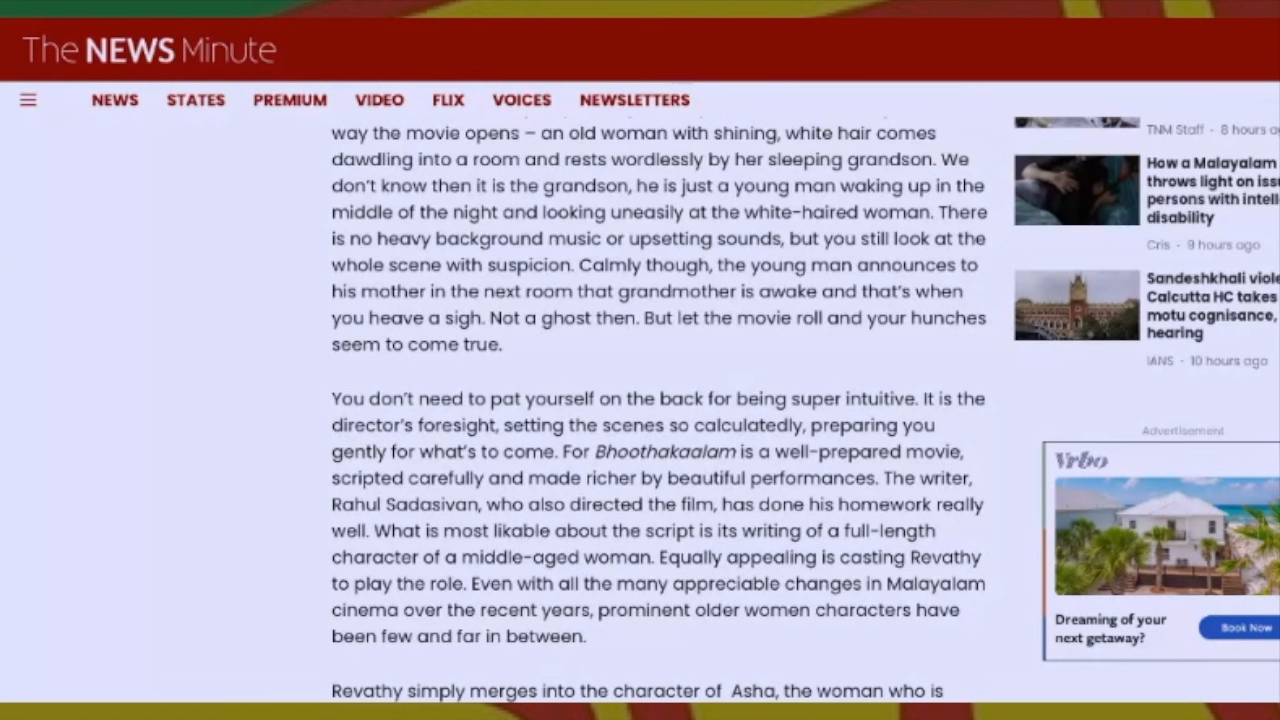 The NEWS Minute
NEWS STATES PREMIUM VIDEO FLIX VOICES NEWSLETTERS
way the movie opens – an old woman with shining, white hair comes
dawdling into a room and rests wordlessly by her sleeping grandson. We
don't know then it is the grandson, he is just a young man waking up in the
middle of the night and looking uneasily at the white-haired woman. There
is no heavy background music or upsetting sounds, but you still look at the
whole scene with suspicion. Calmly though, the young man announces to
his mother in the next room that grandmother is awake and that's when
you heave a sigh. Not a ghost then. But let the movie roll and your hunches
seem to come true.
You don't need to pat yourself on the back for being super intuitive. It is the
director's foresight, setting the scenes so calculatedly, preparing you
gently for what's to come. For Bhoothakaalam is a well-prepared movie,
scripted carefully and made richer by beautiful performances. The writer,
Rahul Sadasivan, who also directed the film, has done his homework really
well. What is most likable about the script is its writing of a full-length
character of a middle-aged woman. Equally appealing is casting Revathy
to play the role. Even with all the many appreciable changes in Malayalam
cinema over the recent years, prominent older women characters have
been few and far in between.
Revathy simply merges into the character of Asha, the woman who is
TNM Staff · 8 hours
How a Malayalam
throws light on
persons with
disability
Cris · 9 hours ago
Sandeshkhali
Calcutta HC takes
motu cognisance,
hearing
IANS · 10 hours ago
Advertisement
Vrbo
Dreaming of your
next getaway?
Book Now